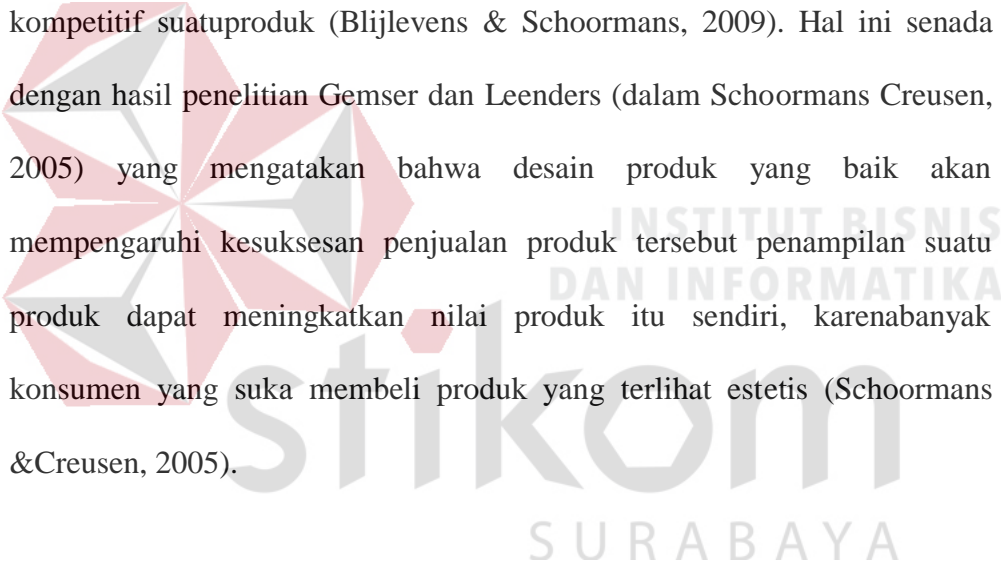 kompetitif suatuproduk (Blijlevens & Schoormans, 2009). Hal ini senada
dengan hasil penelitian Gemser dan Leenders (dalam Schoormans Creusen,
2005) yang mengatakan bahwa desain produk yang baik akan
mempengaruhi kesuksesan penjualan produk tersebut penampilan suatu
produk dapat meningkatkan nilai produk itu sendiri, karenabanyak
konsumen yang suka membeli produk yang terlihat estetis (Schoormans
&Creusen, 2005).
INSTITUT BISNIS
DAN INFORMATIKA
stikom
SURABAYA